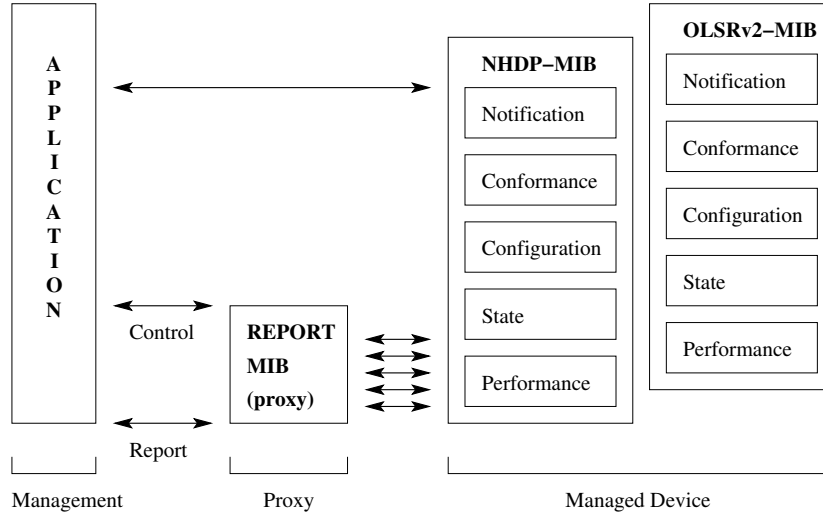 APPLICATION
Control
Report
REPORT
MIB
(proxy)
NHDP–MIB
Notification
Conformance
Configuration
State
Performance
OLSRv2–MIB
Notification
Conformance
Configuration
State
Performance
Management
Proxy
Managed Device